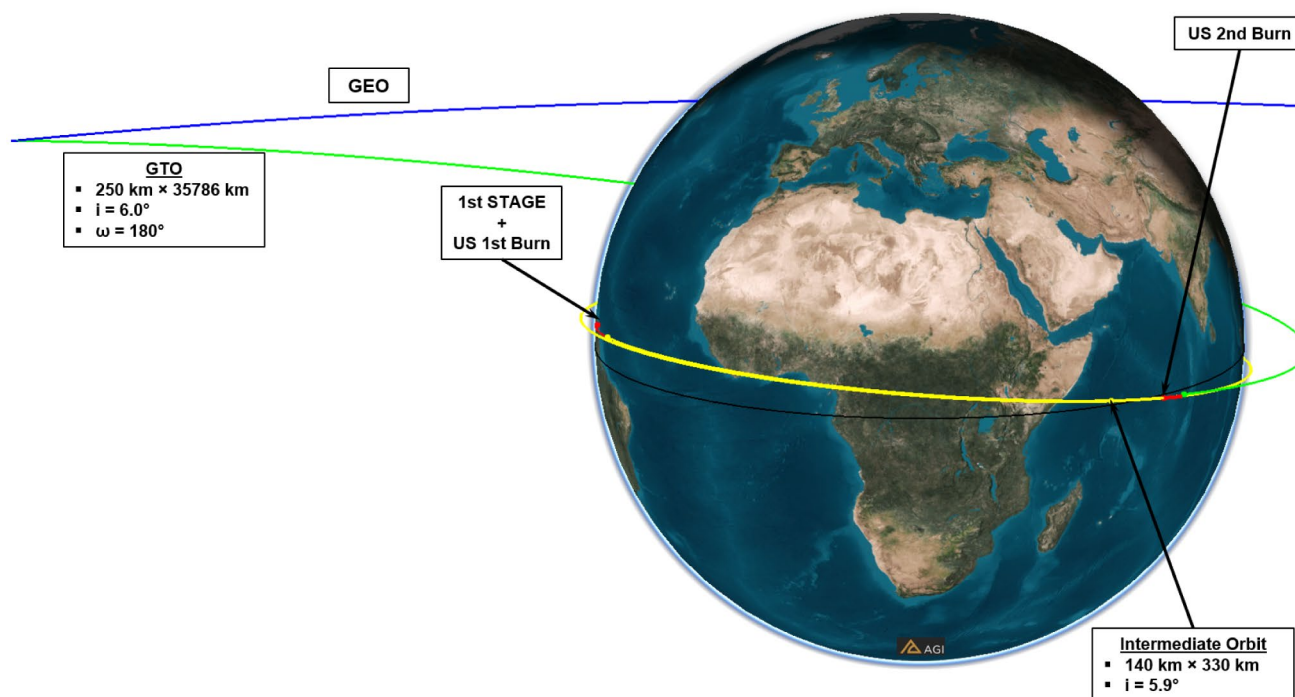 US 2nd Burn
GEO
GTO
▪ 250 km × 35786 km
▪ i = 6.0°
▪ ω = 180°
1st STAGE
+
US 1st Burn
AGI
Intermediate Orbit
▪ 140 km × 330 km
▪ i = 5.9°